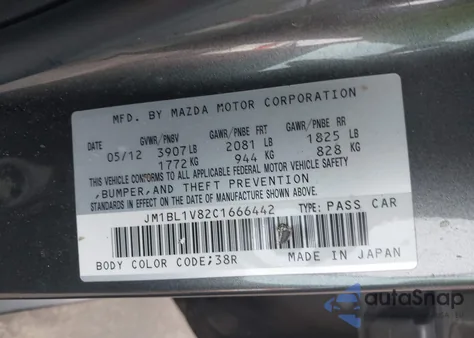 MFD. BY MAZDA MOTOR CORPORATION
DATE GVWR/PNBV GAWR/PNBE FRT GAWR/PNBE RR
05/12 3907 LB 2081 LB 1825 LB
1772 KG 944 KG 828 KG
THIS VEHICLE CONFORMS TO ALL APPLICABLE FEDERAL MOTOR VEHICLE SAFETY
,BUMPER, AND THEFT PREVENTION
STANDARDS IN EFFECT ON THE DATE OF MANUFACTURE SHOWN ABOVE.
JM1BL1V82C1666442 TYPE: PASS CAR
BODY COLOR CODE;38R MADE IN JAPAN
autoSnap